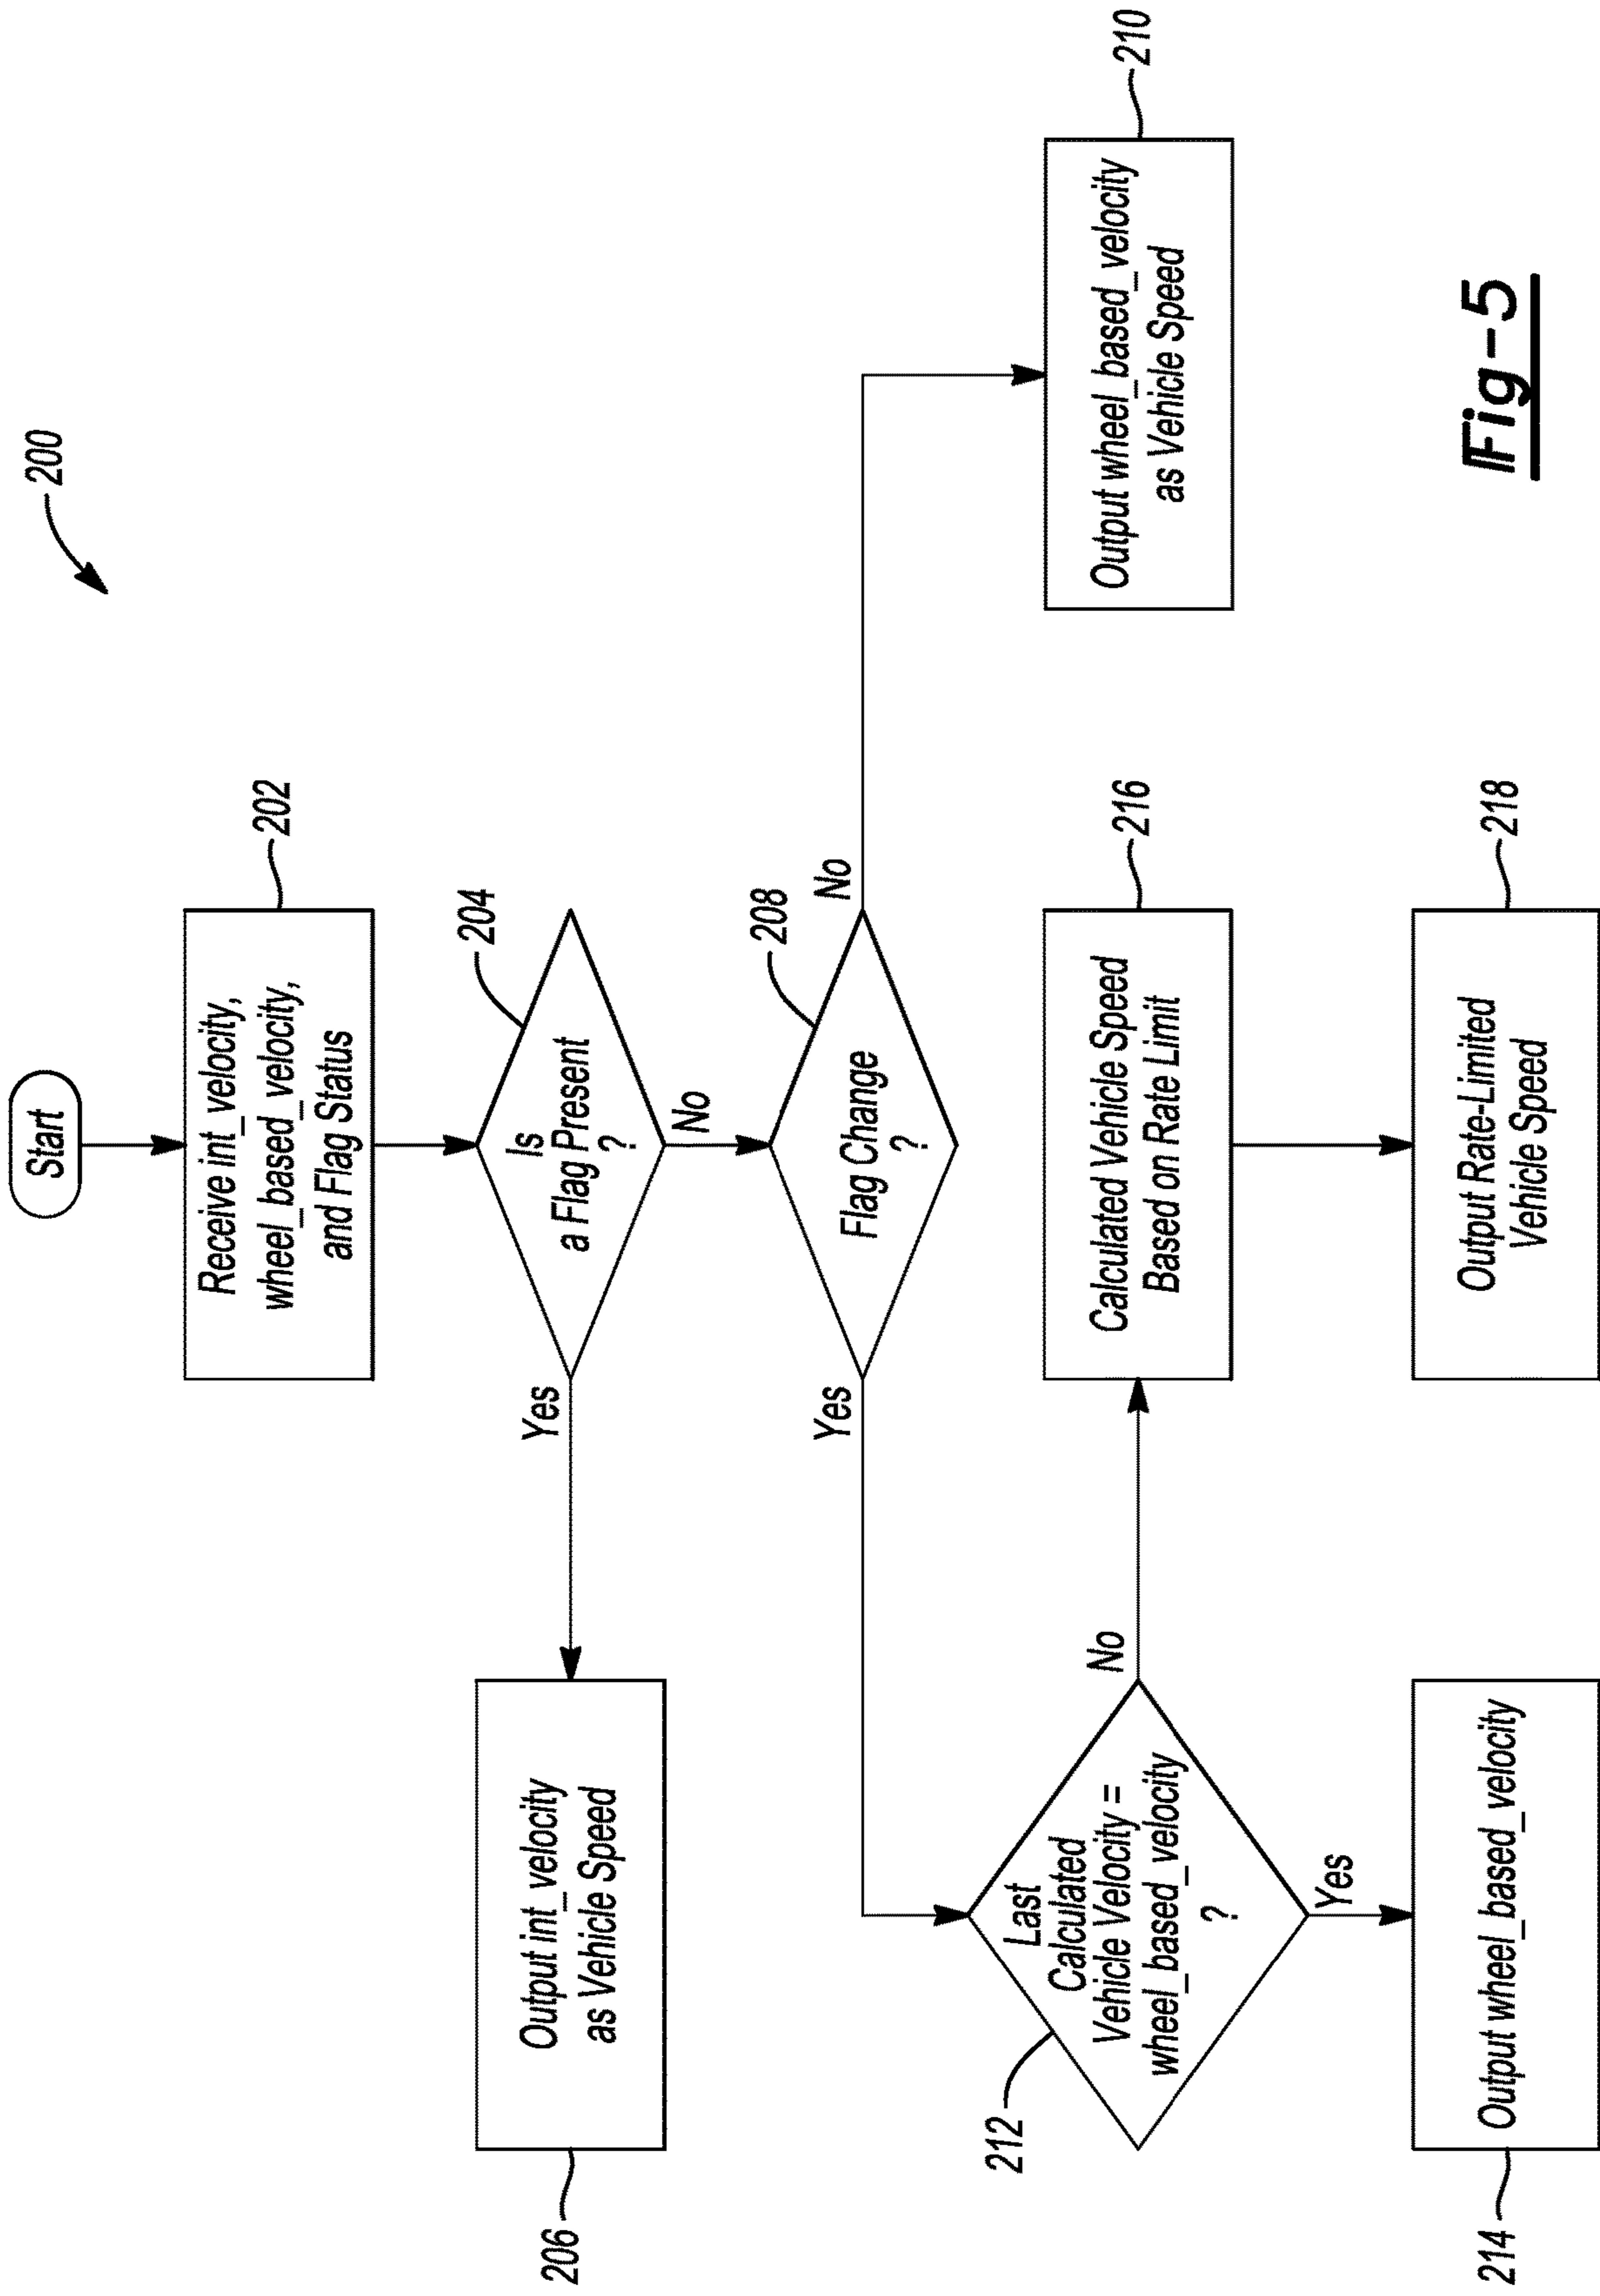 200
Start
Receive int_velocity,
wheel_based_velocity,
and Flag Status
202
Is
a Flag Present
?
204
Yes
No
Output int_velocity
as Vehicle Speed
206
Flag Change
?
208
Yes
No
Output wheel_based_velocity
as Vehicle Speed
210
Last
Calculated
Vehicle Velocity =
wheel_based_velocity
?
212
No
Yes
Calculated Vehicle Speed
Based on Rate Limit
216
Output wheel_based_velocity
214
Output Rate-Limited
Vehicle Speed
218
Fig-5